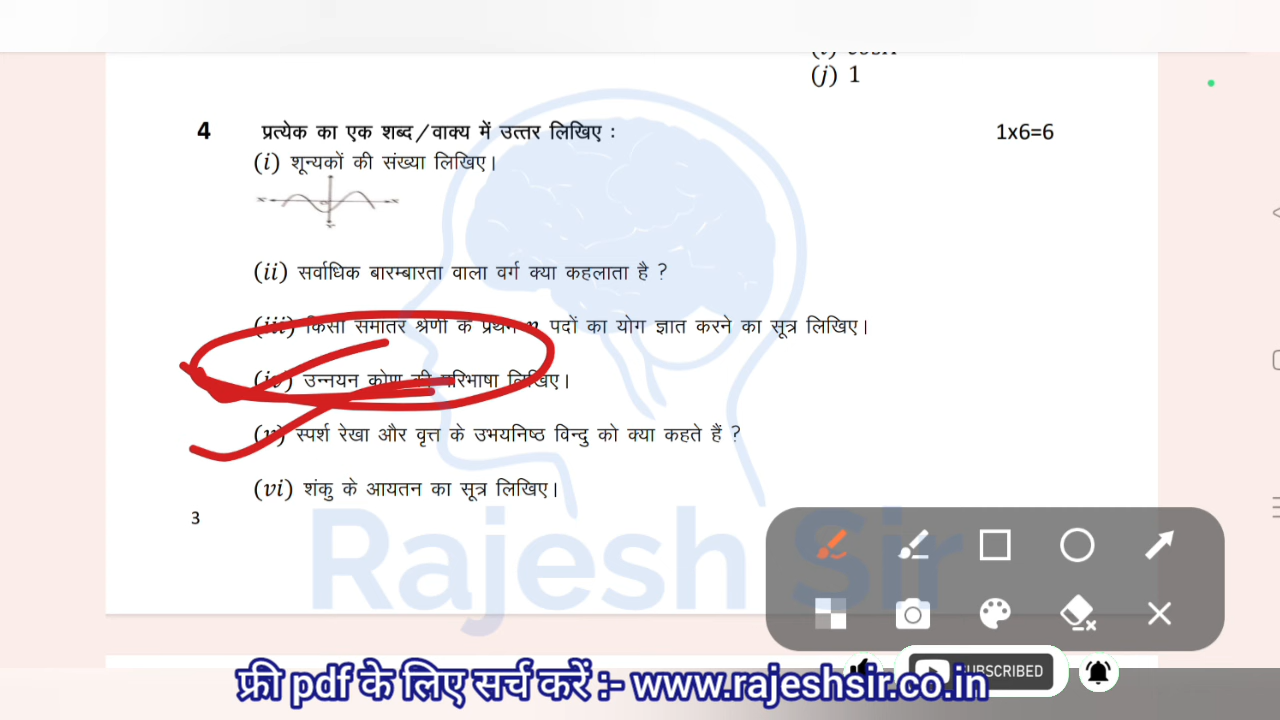 (j) 1
4 प्रत्येक का एक शब्द/वाक्य में उत्तर लिखिए : 1x6=6
(i) शून्यकों की संख्या लिखिए।
(ii) सर्वाधिक बारम्बारता वाला वर्ग क्या कहलाता है ?
(iii) किसी समांतर श्रेणी के प्रथम n पदों का योग ज्ञात करने का सूत्र लिखिए।
(iv) उन्नयन कोण की परिभाषा लिखिए।
(v) स्पर्श रेखा और वृत्त के उभयनिष्ठ विन्दु को क्या कहते हैं ?
(vi) शंकु के आयतन का सूत्र लिखिए।
3
Rajesh Sir
SUBSCRIBED
फ्री pdf के लिए सर्च करें :- www.rajeshsir.co.in